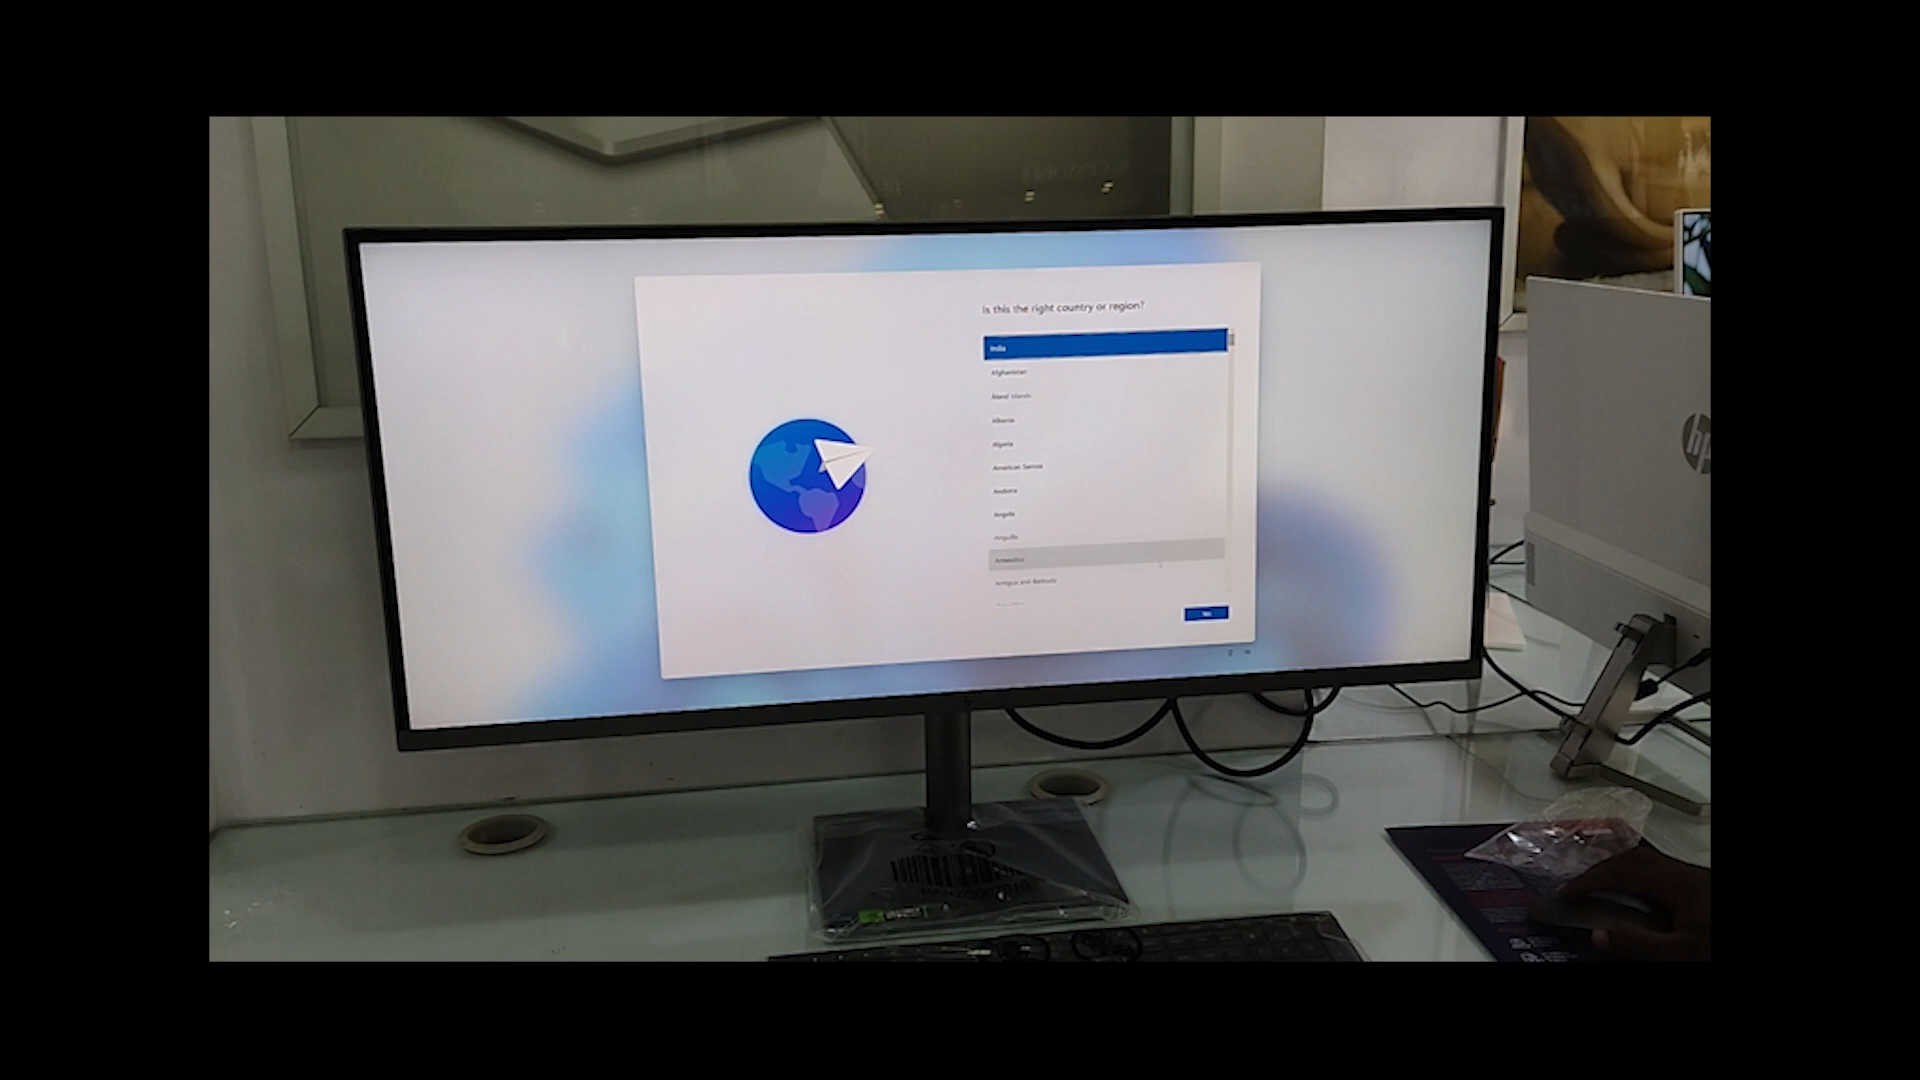 Is this the right country or region?
India
Afghanistan
Åland Islands
Albania
Algeria
American Samoa
Andorra
Angola
Anguilla
Antarctica
Antigua and Barbuda
Yes
hp